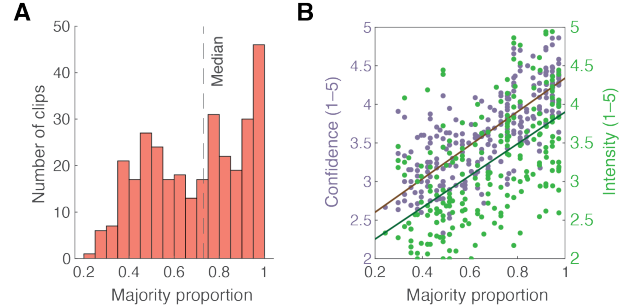 A
50
40
30
20
10
0
Number of clips
Median
0.2 0.4 0.6 0.8 1
Majority proportion
B
5
4.5
4
3.5
3
2.5
2
Confidence (1–5)
5
4.5
4
3.5
3
2.5
2
Intensity (1–5)
0.2 0.4 0.6 0.8 1
Majority proportion